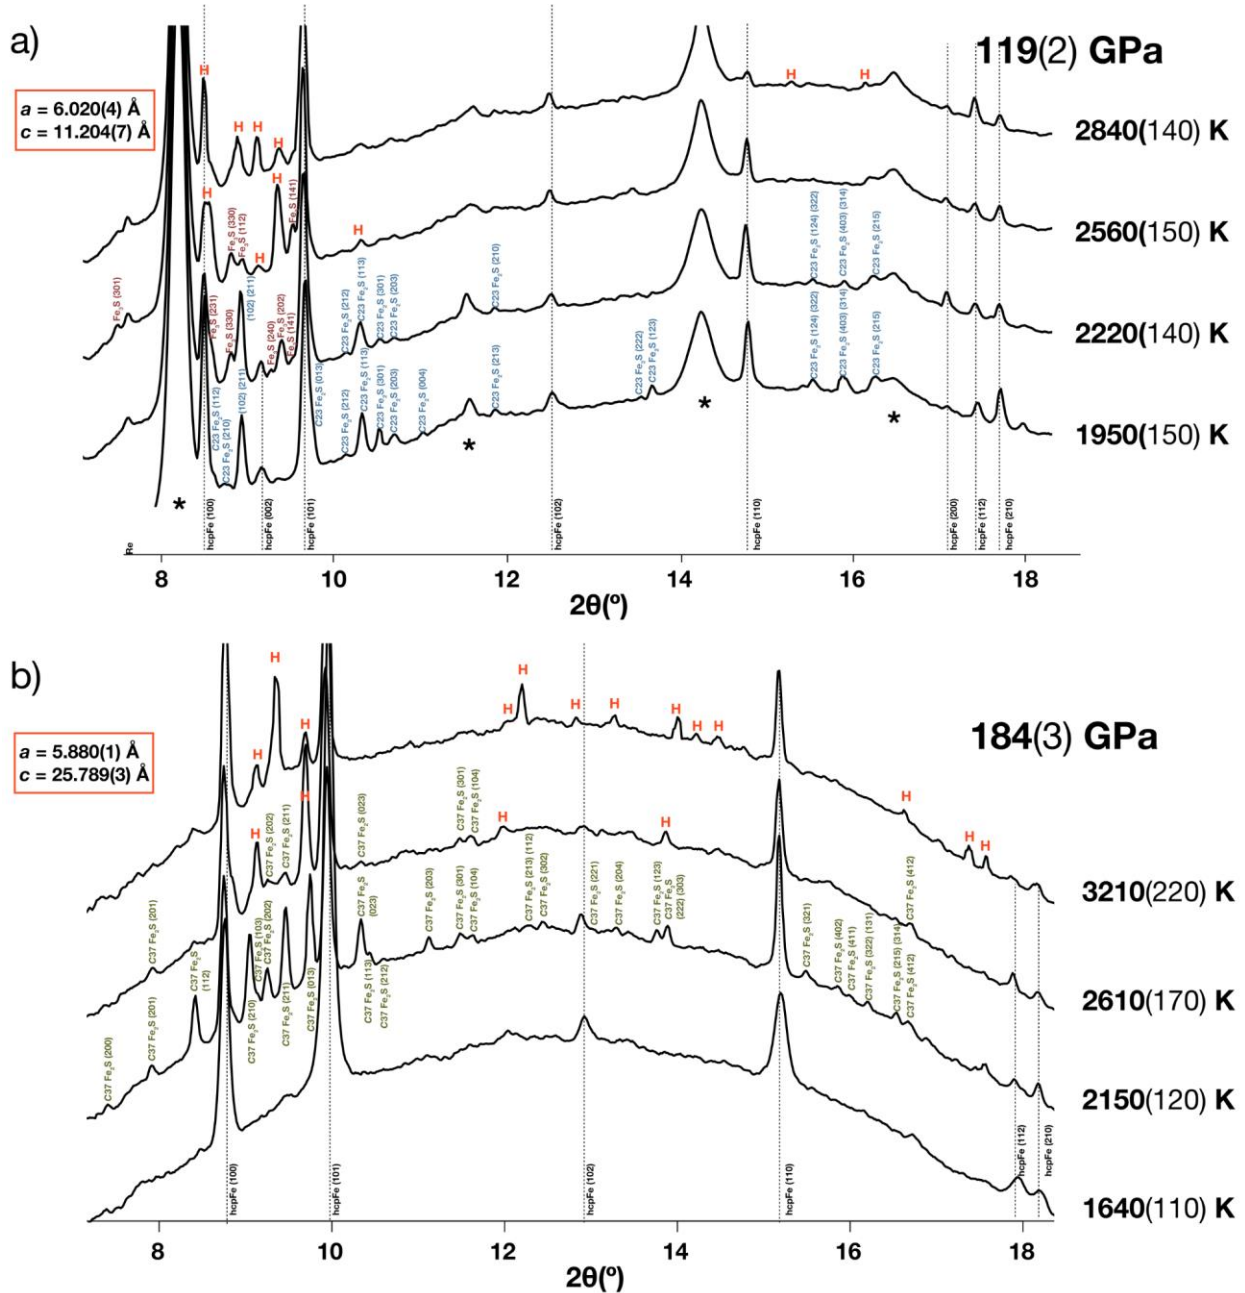 a)
119(2) GPa
a = 6.020(4) Å
c = 11.204(7) Å
H
H
H
H
H
H
2840(140) K
H
Fe₃S (330)
Fe₃S (112)
H
H
Fe₃S (141)
H
2560(150) K
Fe₃S (301)
Fe₃S (231)
Fe₃S (330)
(102) (211)
Fe₃S (240)
Fe₃S (202)
Fe₃S (141)
C23 Fe₂S (212)
C23 Fe₂S (113)
C23 Fe₂S (301)
C23 Fe₂S (203)
C23 Fe₂S (210)
C23 Fe₂S (124) (322)
C23 Fe₂S (403) (314)
C23 Fe₂S (215)
2220(140) K
C23 Fe₂S (112)
C23 Fe₂S (210)
(102) (211)
C23 Fe₂S (013)
C23 Fe₂S (212)
C23 Fe₂S (113)
C23 Fe₂S (301)
C23 Fe₂S (203)
C23 Fe₂S (004)
C23 Fe₂S (213)
C23 Fe₂S (222)
C23 Fe₂S (123)
C23 Fe₂S (124) (322)
C23 Fe₂S (403) (314)
C23 Fe₂S (215)
1950(150) K
* * * *
Re
hcpFe (100)
hcpFe (002)
hcpFe (101)
hcpFe (102)
hcpFe (110)
hcpFe (200)
hcpFe (112)
hcpFe (210)
8 10 12 14 16 18
2θ(º)
b)
184(3) GPa
a = 5.880(1) Å
c = 25.789(3) Å
H
H
H
H
H
H
H
H
H
H
H
H
H
3210(220) K
H
C37 Fe₂S (202)
C37 Fe₂S (211)
H
C37 Fe₂S (023)
C37 Fe₂S (301)
C37 Fe₂S (104)
H
H
C37 Fe₂S (412)
2610(170) K
C37 Fe₂S (200)
C37 Fe₂S (201)
C37 Fe₂S
(112)
C37 Fe₂S (210)
C37 Fe₂S (103)
C37 Fe₂S (202)
C37 Fe₂S (211)
C37 Fe₂S (013)
C37 Fe₂S
(023)
C37 Fe₂S (113)
C37 Fe₂S (212)
C37 Fe₂S (203)
C37 Fe₂S (301)
C37 Fe₂S (104)
C37 Fe₂S (213) (112)
C37 Fe₂S (302)
C37 Fe₂S (221)
C37 Fe₂S (204)
C37 Fe₂S (123)
C37 Fe₂S
(222) (303)
C37 Fe₂S (321)
C37 Fe₂S (402)
C37 Fe₂S (411)
C37 Fe₂S (322) (131)
C37 Fe₂S (215) (314)
C37 Fe₂S (412)
C37 Fe₂S (201)
2150(120) K
1640(110) K
hcpFe (100)
hcpFe (101)
hcpFe (102)
hcpFe (110)
hcpFe (112)
hcpFe (210)
8 10 12 14 16 18
2θ(º)